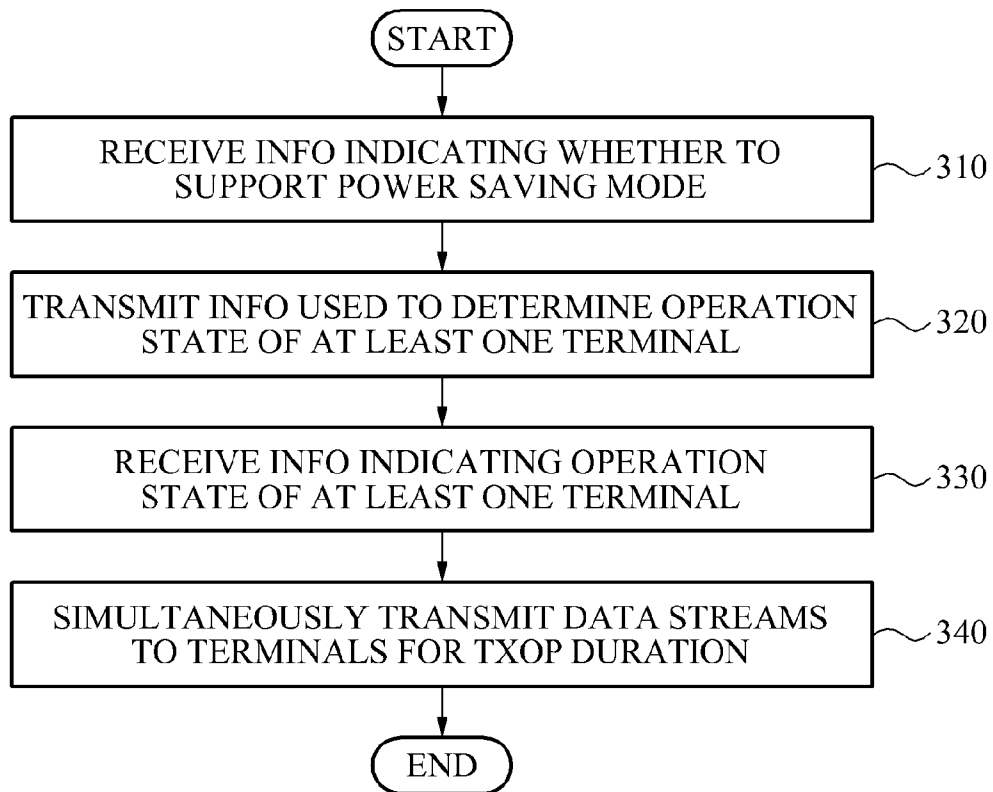 START
RECEIVE INFO INDICATING WHETHER TO
SUPPORT POWER SAVING MODE
310
TRANSMIT INFO USED TO DETERMINE OPERATION
STATE OF AT LEAST ONE TERMINAL
320
RECEIVE INFO INDICATING OPERATION
STATE OF AT LEAST ONE TERMINAL
330
SIMULTANEOUSLY TRANSMIT DATA STREAMS
TO TERMINALS FOR TXOP DURATION
340
END